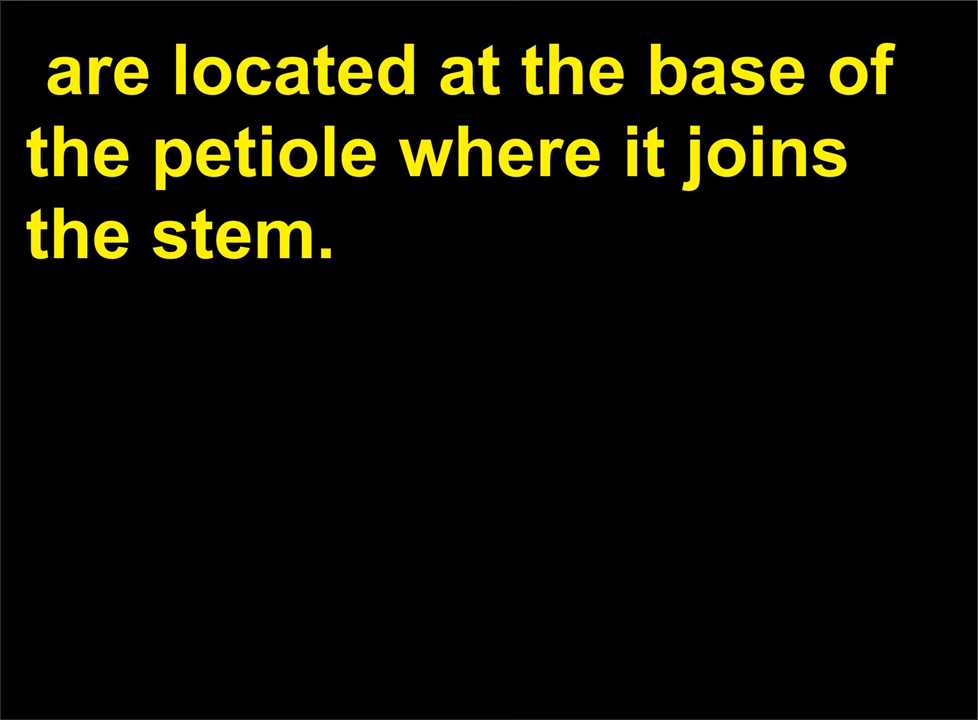 are located at the base of
the petiole where it joins
the stem.